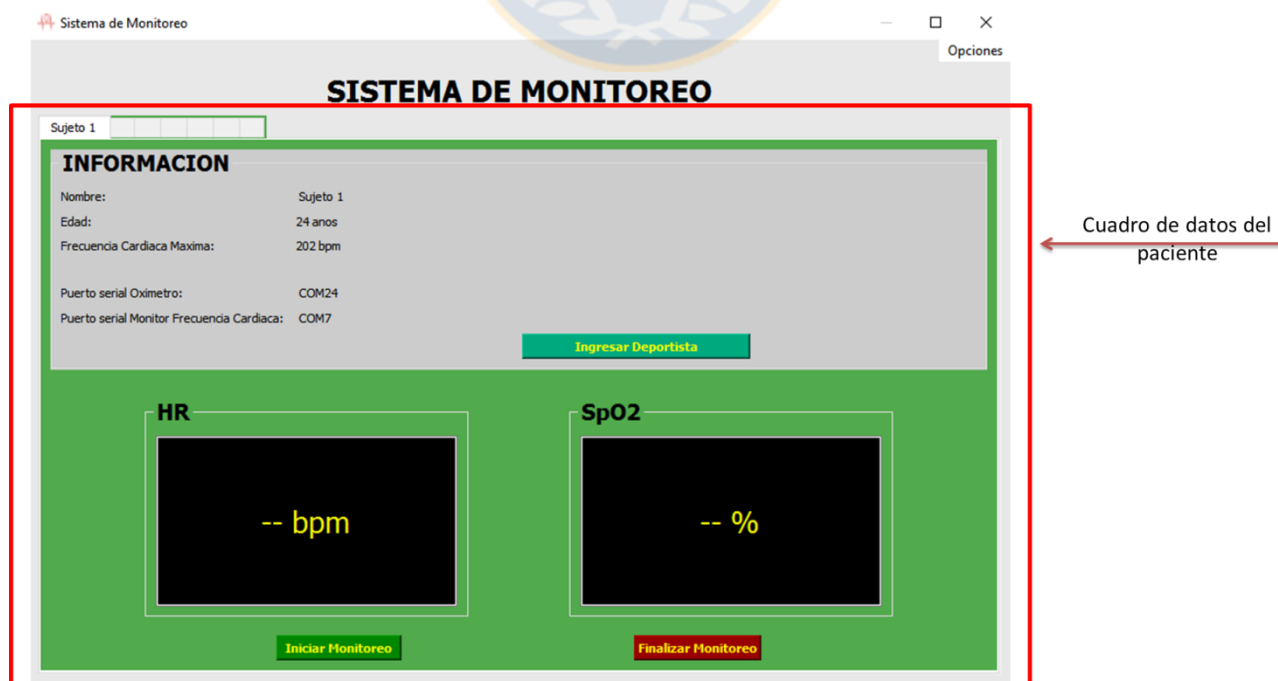 Sistema de Monitoreo
Opciones
SISTEMA DE MONITOREO
Sujeto 1
INFORMACION
Nombre: Sujeto 1
Edad: 24 anos
Frecuencia Cardiaca Maxima: 202 bpm
Puerto serial Oximetro: COM24
Puerto serial Monitor Frecuencia Cardiaca: COM7
Ingresar Deportista
HR
-- bpm
SpO2
-- %
Iniciar Monitoreo
Finalizar Monitoreo
Cuadro de datos del
paciente